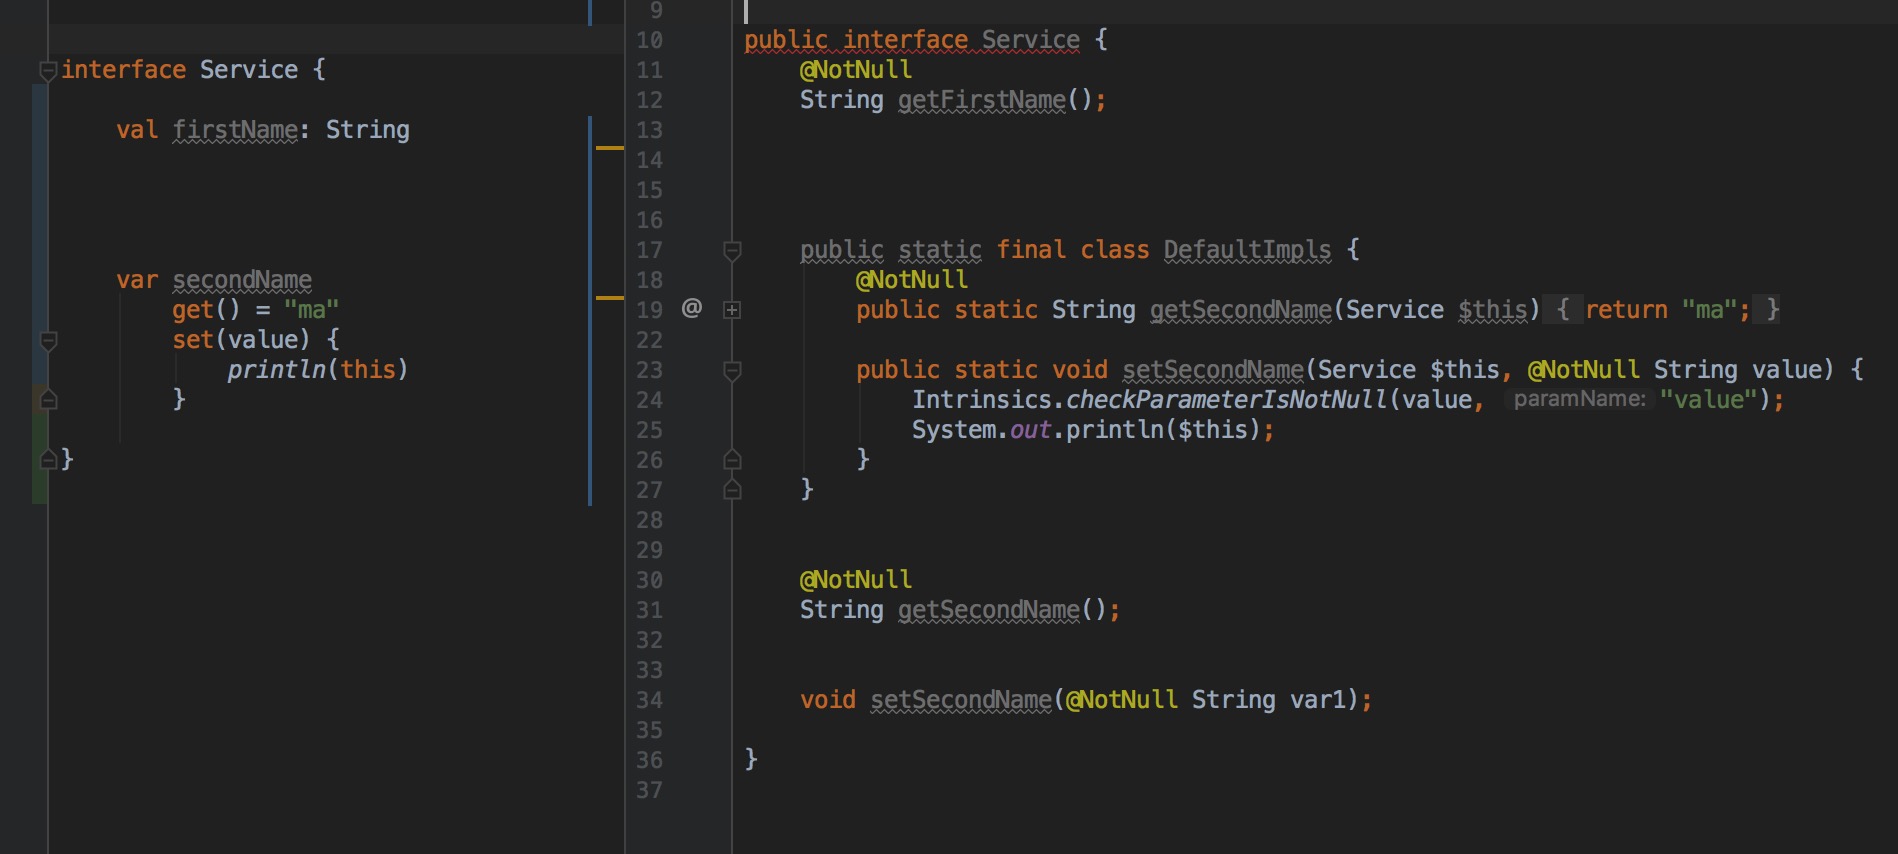 interface Service {
val firstName: String
var secondName
get() = "ma"
set(value) {
println(this)
}
}
9
10 public interface Service {
11 @NotNull
12 String getFirstName();
13
14
15
16
17 public static final class DefaultImpls {
18 @NotNull
19 @ public static String getSecondName(Service $this) { return "ma"; }
22
23 public static void setSecondName(Service $this, @NotNull String value) {
24 Intrinsics.checkParameterIsNotNull(value, paramName: "value");
25 System.out.println($this);
26 }
27 }
28
29
30 @NotNull
31 String getSecondName();
32
33
34 void setSecondName(@NotNull String var1);
35
36 }
37